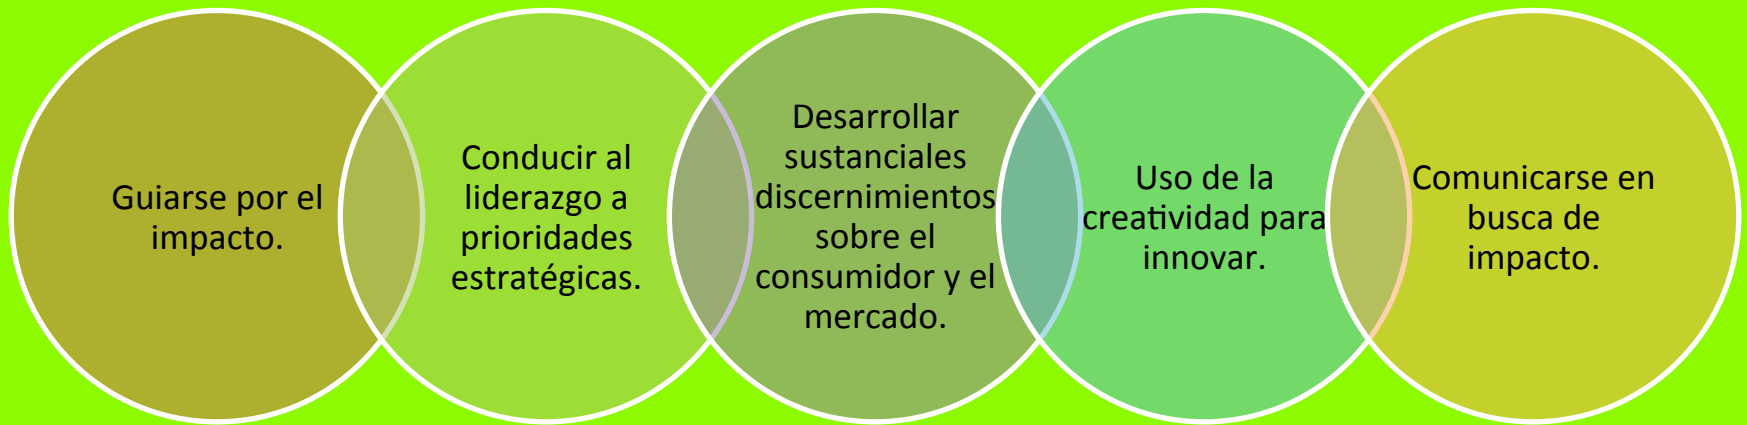 Guiarse por el
impacto.
Conducir al
liderazgo a
prioridades
estratégicas.
Desarrollar
sustanciales
discernimientos
sobre el
consumidor y el
mercado.
Uso de la
creatividad para
innovar.
Comunicarse en
busca de
impacto.